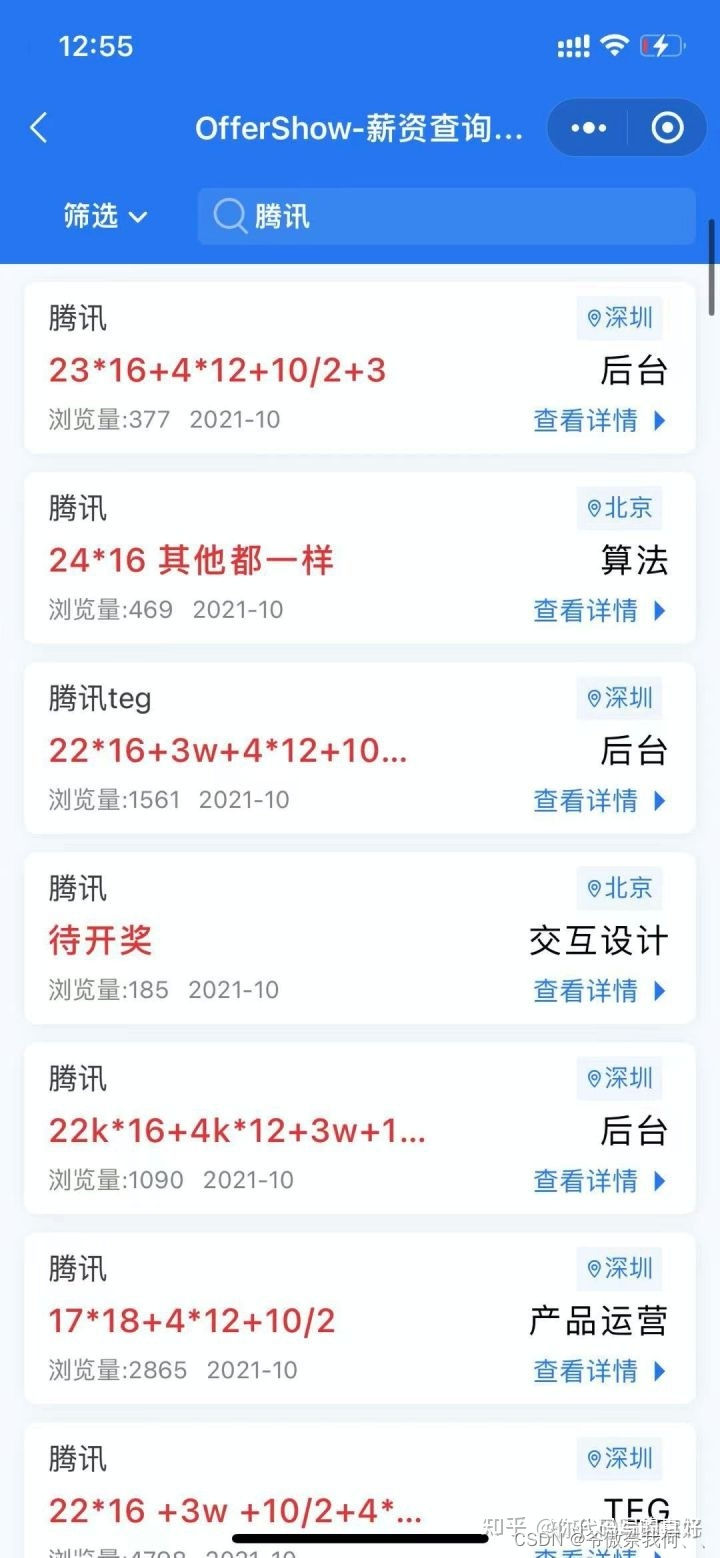 12:55
OfferShow-薪资查询...
筛选
腾讯
腾讯
深圳
23*16+4*12+10/2+3
后台
浏览量:377 2021-10
查看详情
腾讯
北京
24*16 其他都一样
算法
浏览量:469 2021-10
查看详情
腾讯teg
深圳
22*16+3w+4*12+10...
后台
浏览量:1561 2021-10
查看详情
腾讯
北京
待开奖
交互设计
浏览量:185 2021-10
查看详情
腾讯
深圳
22k*16+4k*12+3w+1...
后台
浏览量:1090 2021-10
查看详情
腾讯
深圳
17*18+4*12+10/2
产品运营
浏览量:2865 2021-10
查看详情
腾讯
深圳
22*16 +3w +10/2+4*...
TEG
知乎
CSDN @爷傲奈我何、、